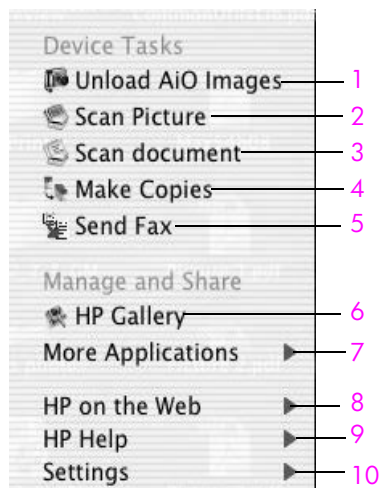 Device Tasks
Unload AiO Images 1
Scan Picture 2
Scan document 3
Make Copies 4
Send Fax 5
Manage and Share
HP Gallery 6
More Applications 7
HP on the Web 8
HP Help 9
Settings 10